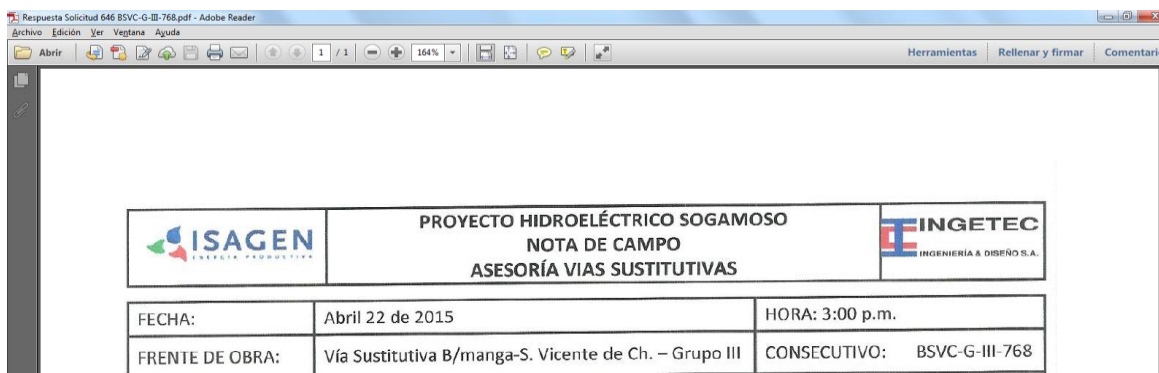 Respuesta Solicitud 646 BSVC-G-III-768.pdf - Adobe Reader
Archivo Edición Ver Ventana Ayuda
Abrir 1 / 1 164% Herramientas Rellenar y firmar Comentari
ISAGEN
ENERGÍA PRODUCTIVA
PROYECTO HIDROELÉCTRICO SOGAMOSO
NOTA DE CAMPO
ASESORÍA VIAS SUSTITUTIVAS
INGETEC
INGENIERÍA & DISEÑO S.A.
FECHA: Abril 22 de 2015 HORA: 3:00 p.m.
FRENTE DE OBRA: Vía Sustitutiva B/manga-S. Vicente de Ch. – Grupo III CONSECUTIVO: BSVC-G-III-768